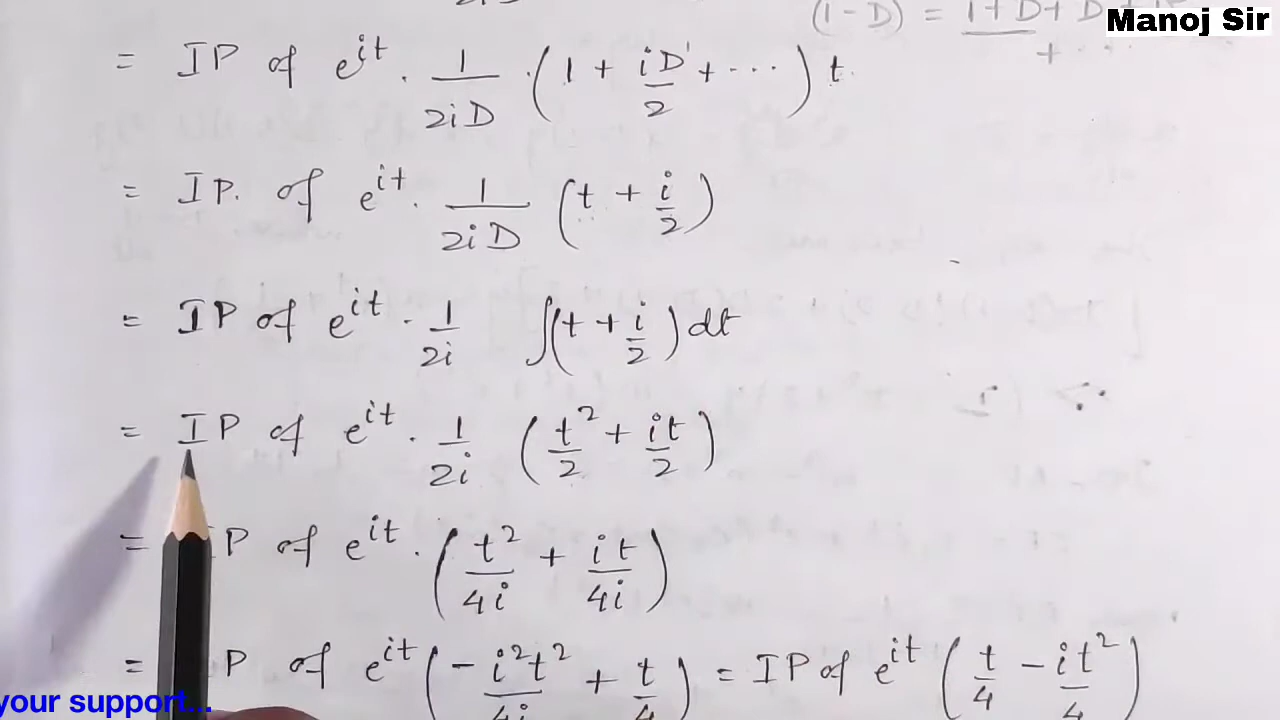 (1-D) = 1+D+D
Manoj Sir
+ ...
= IP of e^{it} . 1/2iD . (1 + iD/2 + ...) t
= IP. of e^{it} . 1/2iD (t + i/2)
= IP of e^{it} . 1/2i ∫(t + i/2) dt
= IP of e^{it} . 1/2i (t²/2 + it/2)
= P of e^{it} . (t²/4i + it/4i)
= P of e^{it} (-i²t²/4i + t/4) = IP of e^{it} (t/4 - it²/4)
your support...